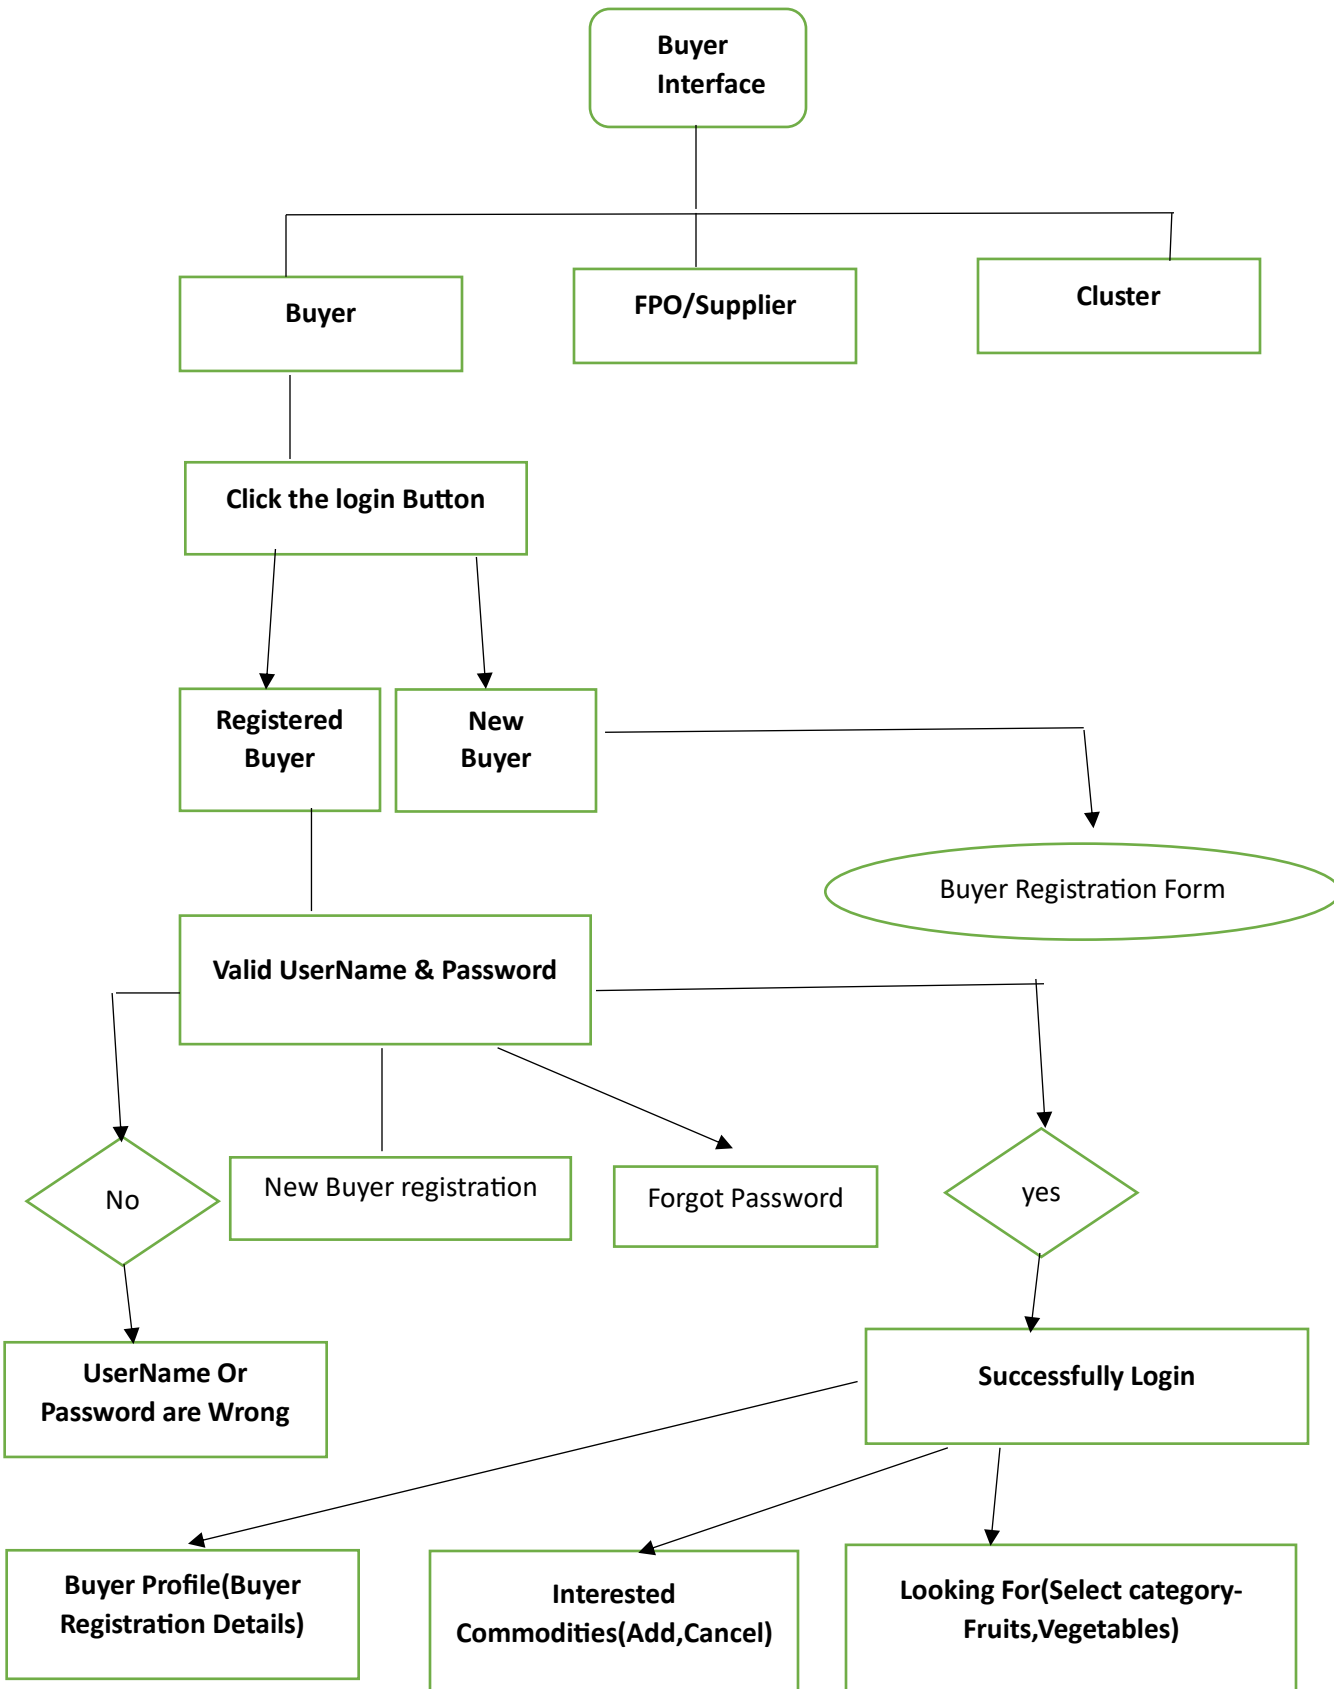 Buyer
Interface
Buyer
FPO/Supplier
Cluster
Click the login Button
Registered
Buyer
New
Buyer
Buyer Registration Form
Valid UserName & Password
No
New Buyer registration
Forgot Password
yes
UserName Or
Password are Wrong
Successfully Login
Buyer Profile(Buyer
Registration Details)
Interested
Commodities(Add,Cancel)
Looking For(Select category-
Fruits,Vegetables)